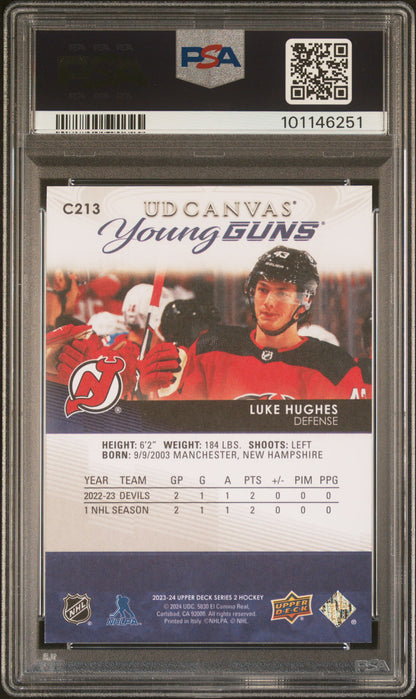 PSA
101146251
C213
UD CANVAS
Young GUNS
43
LUKE HUGHES
DEFENSE
HEIGHT: 6'2" WEIGHT: 184 LBS. SHOOTS: LEFT
BORN: 9/9/2003 MANCHESTER, NEW HAMPSHIRE
YEAR TEAM GP G A PTS +/- PIM PPG
2022-23 DEVILS 2 1 1 2 0 0 0
1 NHL SEASON 2 1 1 2 0 0 0
2023-24 UPPER DECK SERIES 2 HOCKEY
© 2024 UDC. 5830 El Camino Real,
Carlsbad, CA 92008. All rights reserved.
Printed in Italy. ©NHLPA. © NHL.
NHL
NHLPA
UPPER DECK
PSA